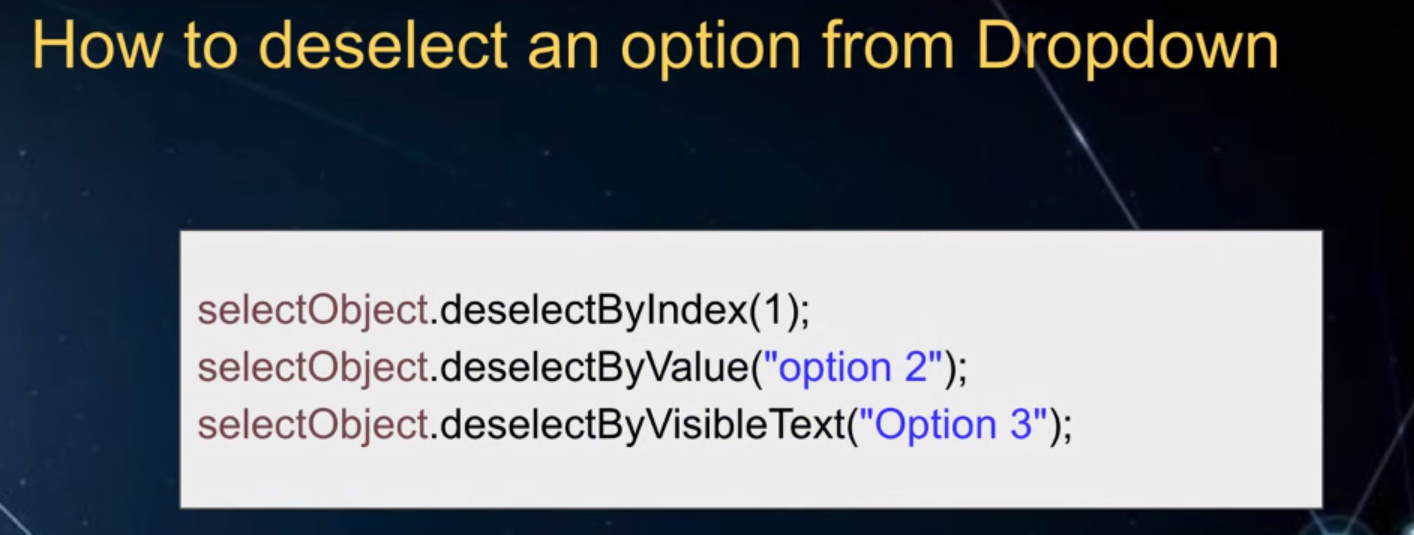 How to deselect an option from Dropdown
selectObject.deselectByIndex(1);
selectObject.deselectByValue("option 2");
selectObject.deselectByVisibleText("Option 3");